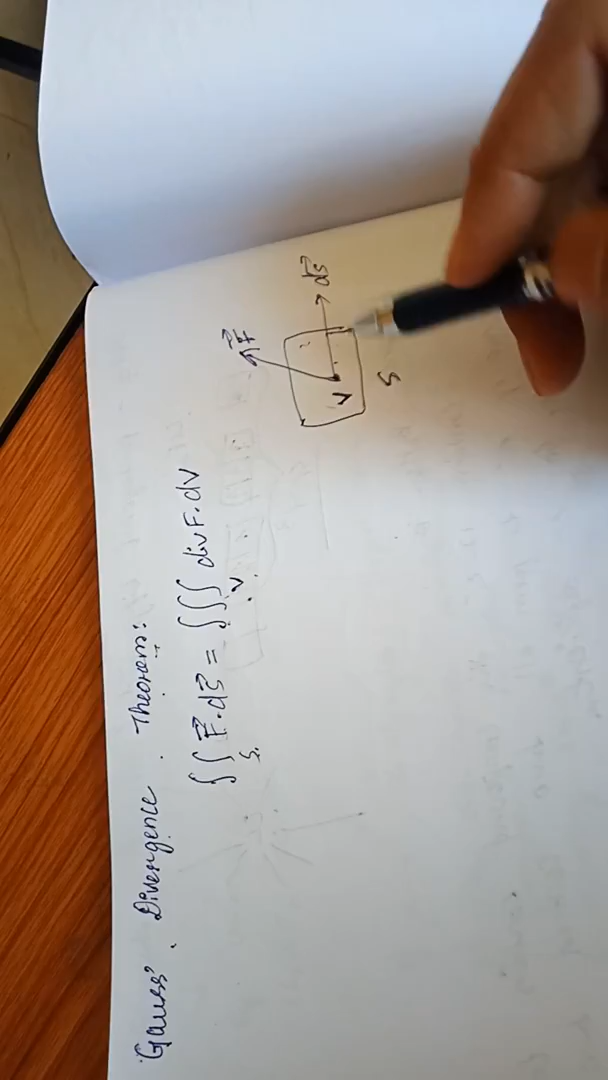 Gauss' Divergence Theorem:
∫∫_S F⃗.ds⃗ = ∫∫∫_V div F.dv
F⃗
ds⃗
V
S